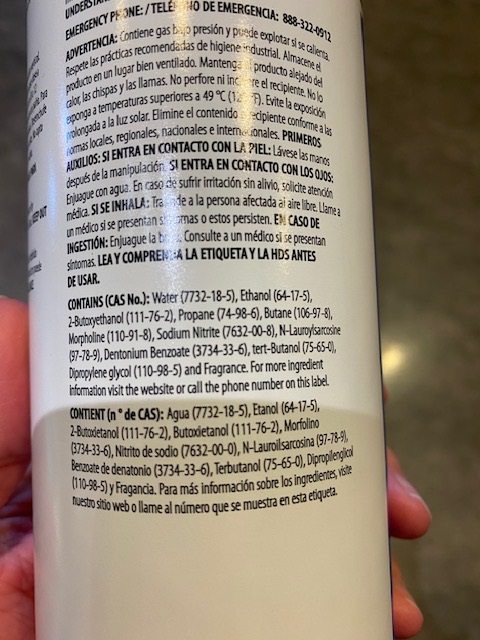 UNDERSTAN
EMERGENCY PHONE: / TELÉFONO DE EMERGENCIA: 888-322-0912
ADVERTENCIA: Contiene gas bajo presión y puede explotar si se calienta.
Respete las prácticas recomendadas de higiene industrial. Almacene el
producto en un lugar bien ventilado. Mantenga el producto alejado del
calor, las chispas y las llamas. No perfore ni incinere el recipiente. No lo
exponga a temperaturas superiores a 49 °C (120 °F). Evite la exposición
prolongada a la luz solar. Elimine el contenido / recipiente conforme a las
normas locales, regionales, nacionales e internacionales. PRIMEROS
AUXILIOS: SI ENTRA EN CONTACTO CON LA PIEL: Lávese las manos
después de la manipulación. SI ENTRA EN CONTACTO CON LOS OJOS:
Enjuague con agua. En caso de sufrir irritación sin alivio, solicite atención
médica. SI SE INHALA: Traslade a la persona afectada al aire libre. Llame a
un médico si se presentan síntomas o estos persisten. EN CASO DE
INGESTIÓN: Enjuague la boca. Consulte a un médico si se presentan
síntomas. LEA Y COMPRENDA LA ETIQUETA Y LA HDS ANTES
DE USAR.
CONTAINS (CAS No.): Water (7732-18-5), Ethanol (64-17-5),
2-Butoxyethanol (111-76-2), Propane (74-98-6), Butane (106-97-8),
Morpholine (110-91-8), Sodium Nitrite (7632-00-8), N-Lauroylsarcosine
(97-78-9), Dentonium Benzoate (3734-33-6), tert-Butanol (75-65-0),
Dipropylene glycol (110-98-5) and Fragrance. For more ingredient
information visit the website or call the phone number on this label.
CONTIENT (n ° de CAS): Agua (7732-18-5), Etanol (64-17-5),
2-Butoxietanol (111-76-2), Butoxietanol (111-76-2), Morfolino
(3734-33-6), Nitrito de sodio (7632-00-0), N-Lauroilsarcosina (97-78-9),
Benzoate de denatonio (3734-33-6), Terbutanol (75-65-0), Dipropilenglicol
(110-98-5) y Fragancia. Para más información sobre los ingredientes, visite
nuestro sitio web o llame al número que se muestra en esta etiqueta.